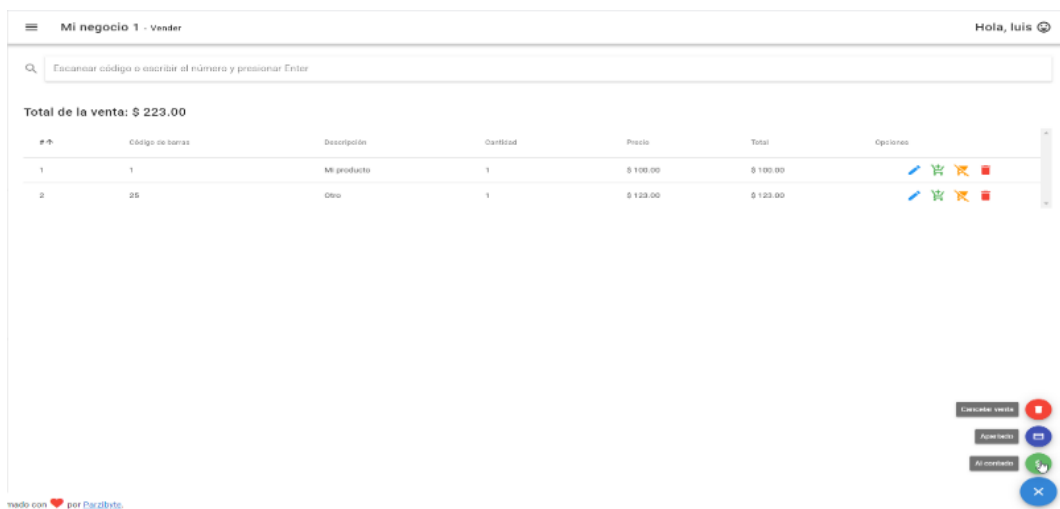 Mi negocio 1 - Vender
Hola, luis
Escanear código o escribir el número y presionar Enter
Total de la venta: $ 223.00
# Código de barras Descripción Cantidad Precio Total Opciones
1 1 Mi producto 1 $ 100.00 $ 100.00
2 25 Otro 1 $ 123.00 $ 123.00
Cancelar venta
Apartado
Al contado
mado con por Parzibyte.